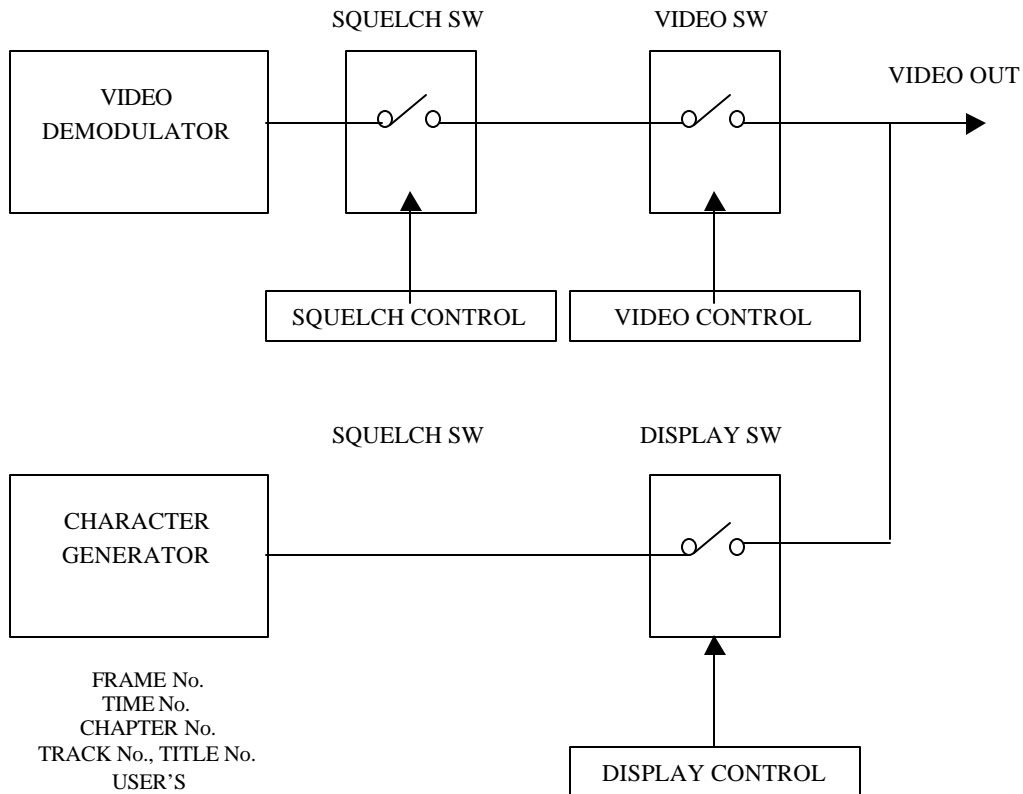 SQUELCH SW
VIDEO SW
VIDEO OUT
VIDEO
DEMODULATOR
SQUELCH CONTROL
VIDEO CONTROL
SQUELCH SW
DISPLAY SW
CHARACTER
GENERATOR
FRAME No.
TIME No.
CHAPTER No.
TRACK No., TITLE No.
USER'S
DISPLAY CONTROL